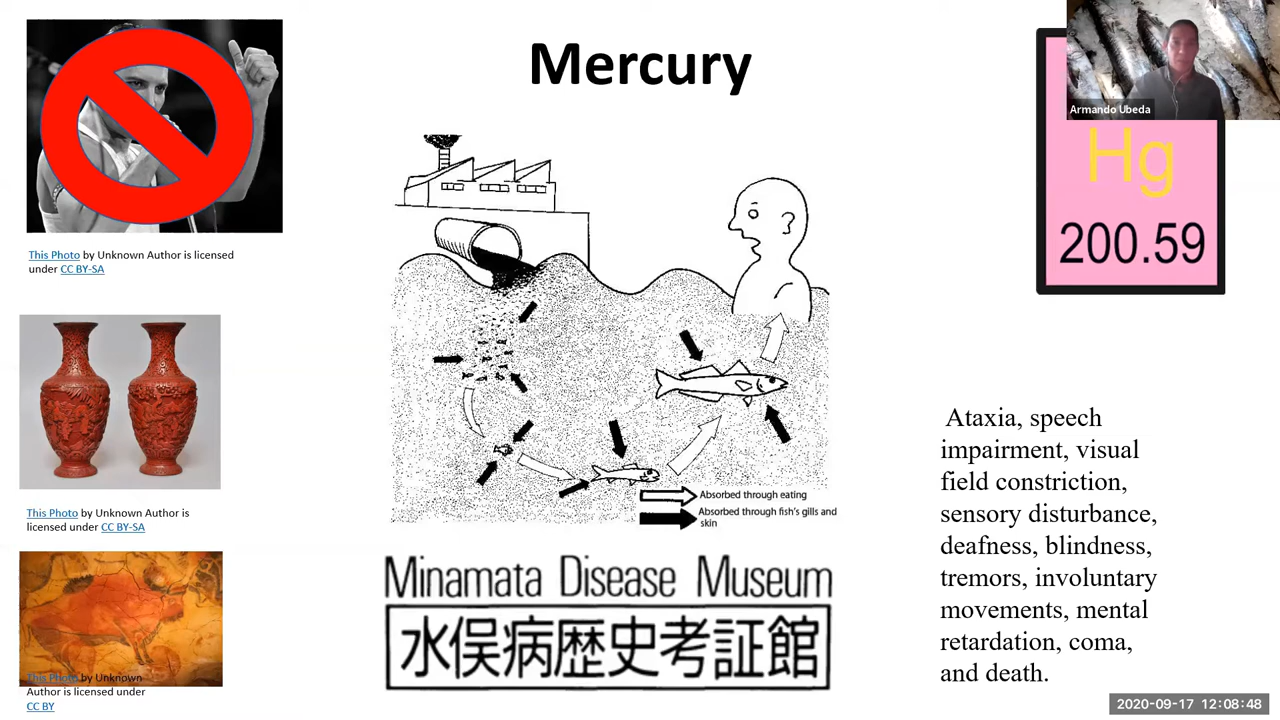 Mercury
Armando Ubeda
Hg
200.59
This Photo by Unknown Author is licensed
under CC BY-SA
This Photo by Unknown Author is
licensed under CC BY-SA
This Photo by Unknown
Author is licensed under
CC BY
Absorbed through eating
Absorbed through fish's gills and
skin
Minamata Disease Museum
水俣病歴史考証館
Ataxia, speech
impairment, visual
field constriction,
sensory disturbance,
deafness, blindness,
tremors, involuntary
movements, mental
retardation, coma,
and death.
2020-09-17 12:08:48